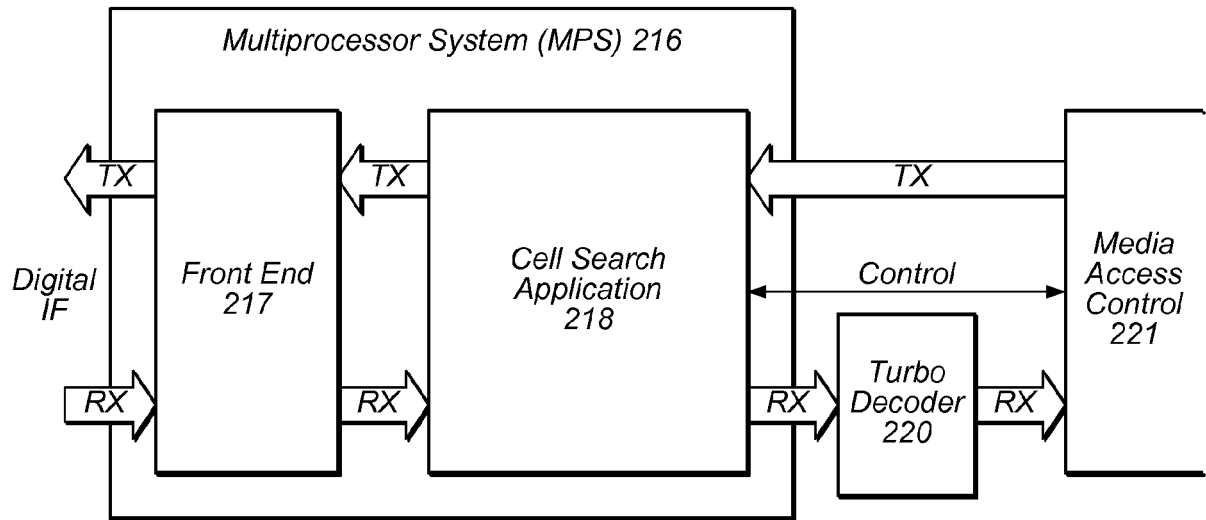 Multiprocessor System (MPS) 216
TX
TX
TX
Digital
IF
Front End
217
Cell Search
Application
218
Control
Media
Access
Control
221
RX
RX
RX
Turbo
Decoder
220
RX